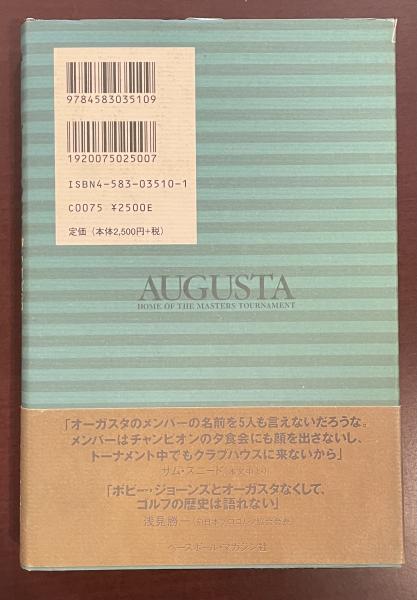 9784583035109
1920075025007
ISBN4-583-03510-1
C0075 ¥2500E
定価（本体2,500円+税）
AUGUSTA
HOME OF THE MASTERS TOURNAMENT
「オーガスタのメンバーの名前を5人も言えないだろうな。
メンバーはチャンピオンの夕食会にも顔を出さないし、
トーナメント中でもクラブハウスに来ないから」
サム・スニード（本文中より）
「ボビー・ジョーンズとオーガスタなくして、
ゴルフの歴史は語れない」
浅見勝一
ベースボール・マガジン社